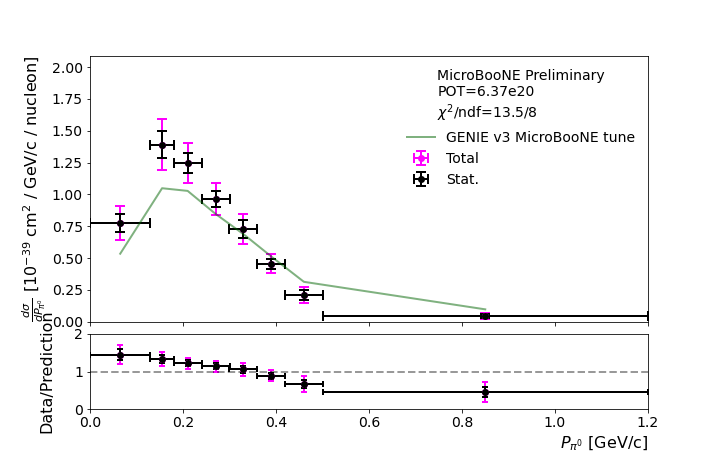 MicroBooNE Preliminary
POT=6.37e20
χ²/ndf=13.5/8
GENIE v3 MicroBooNE tune
Total
Stat.
dσ/dP_π⁰ [10⁻³⁹ cm² / GeV/c / nucleon]
2.00
1.75
1.50
1.25
1.00
0.75
0.50
0.25
0.00
Data/Prediction
2
1
0
0.0 0.2 0.4 0.6 0.8 1.0 1.2
P_π⁰ [GeV/c]